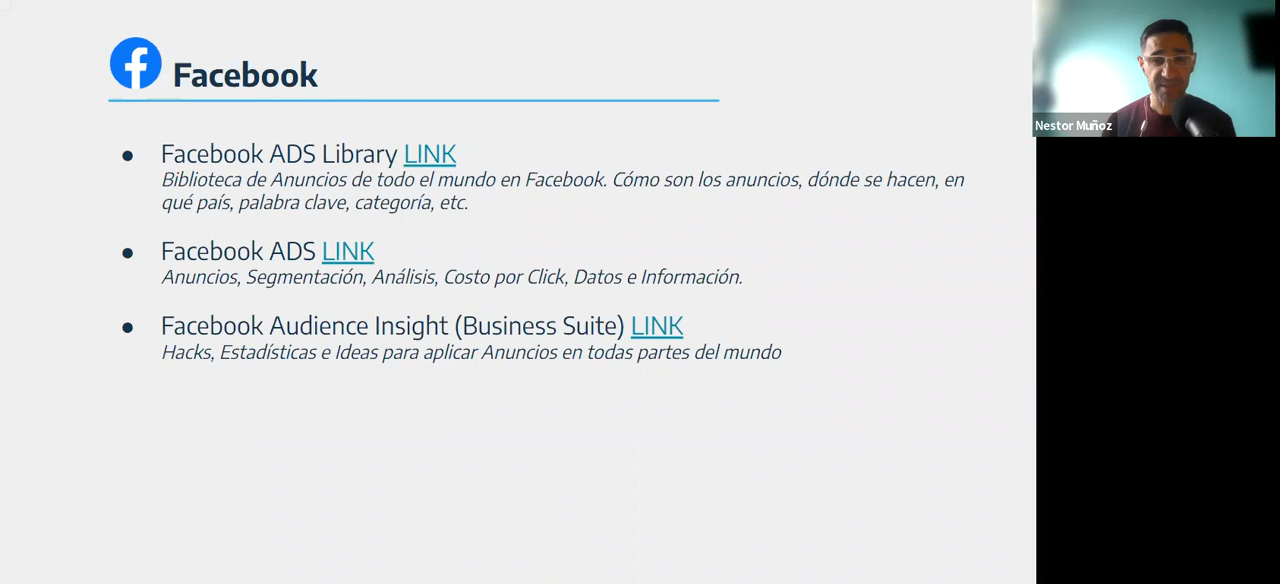 Facebook
Facebook ADS Library LINK
Biblioteca de Anuncios de todo el mundo en Facebook. Cómo son los anuncios, dónde se hacen, en
qué país, palabra clave, categoría, etc.
Facebook ADS LINK
Anuncios, Segmentación, Análisis, Costo por Click, Datos e Información.
Facebook Audience Insight (Business Suite) LINK
Hacks, Estadísticas e Ideas para aplicar Anuncios en todas partes del mundo
Nestor Muñoz